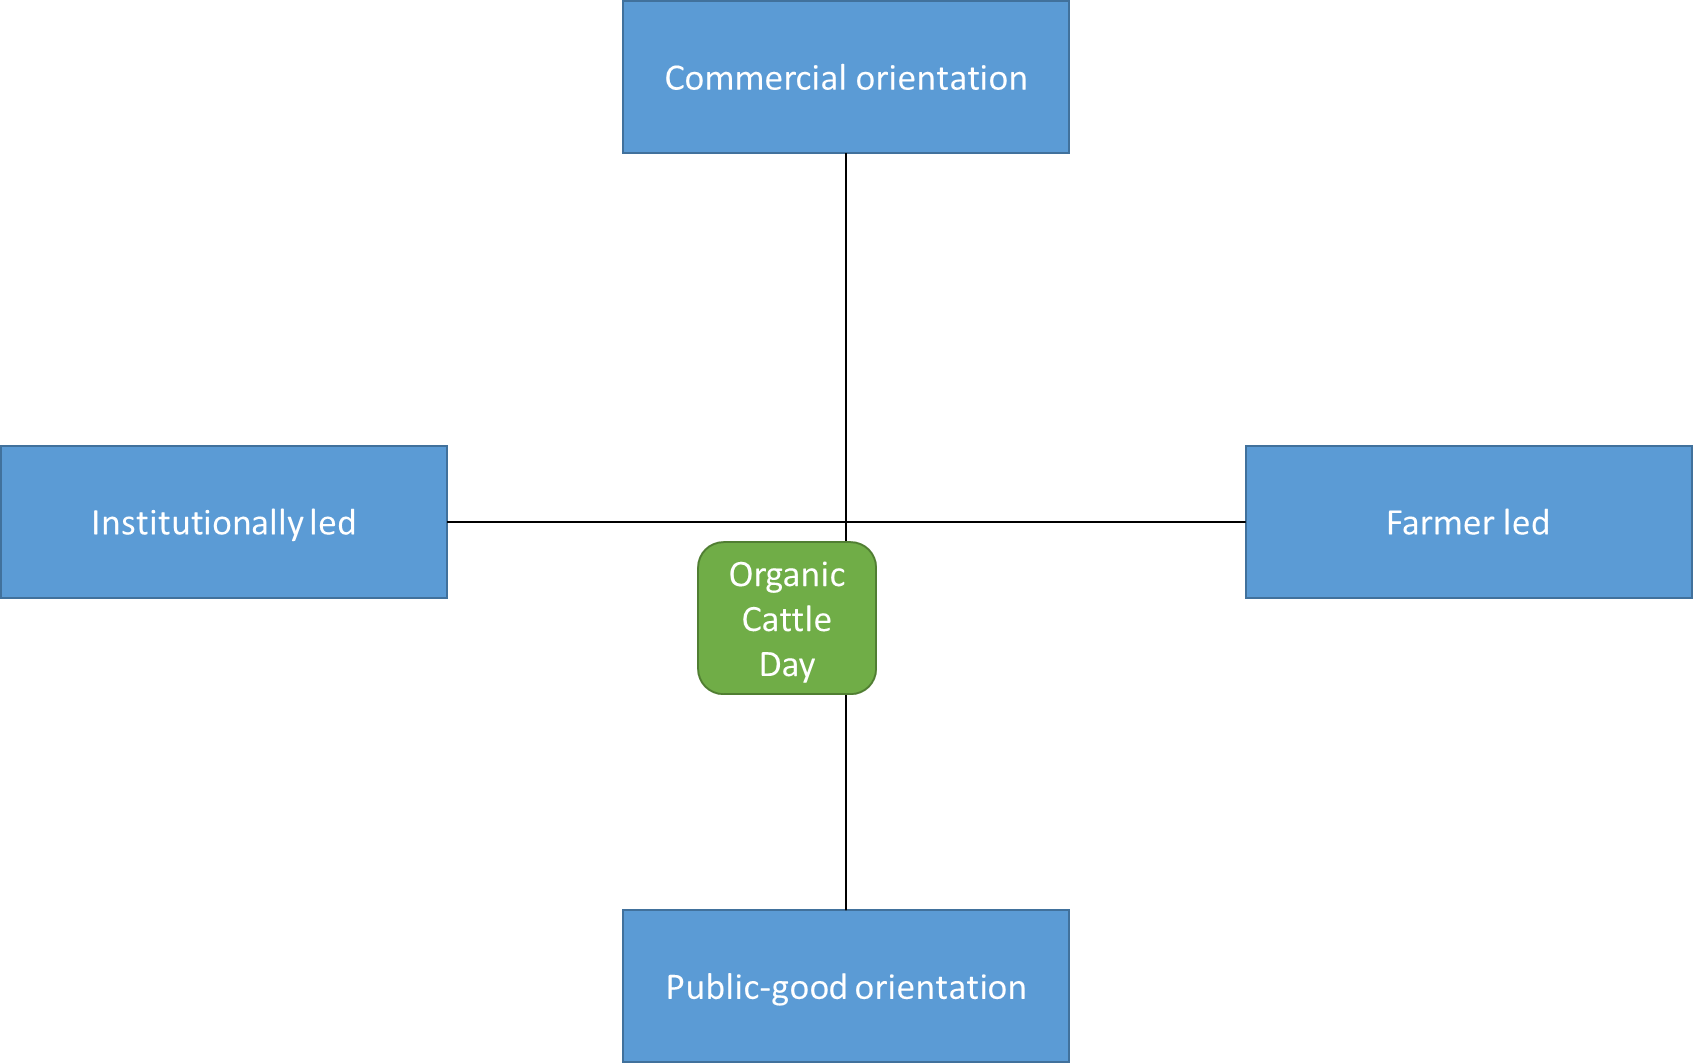 Commercial orientation
Institutionally led
Farmer led
Organic
Cattle
Day
Public-good orientation